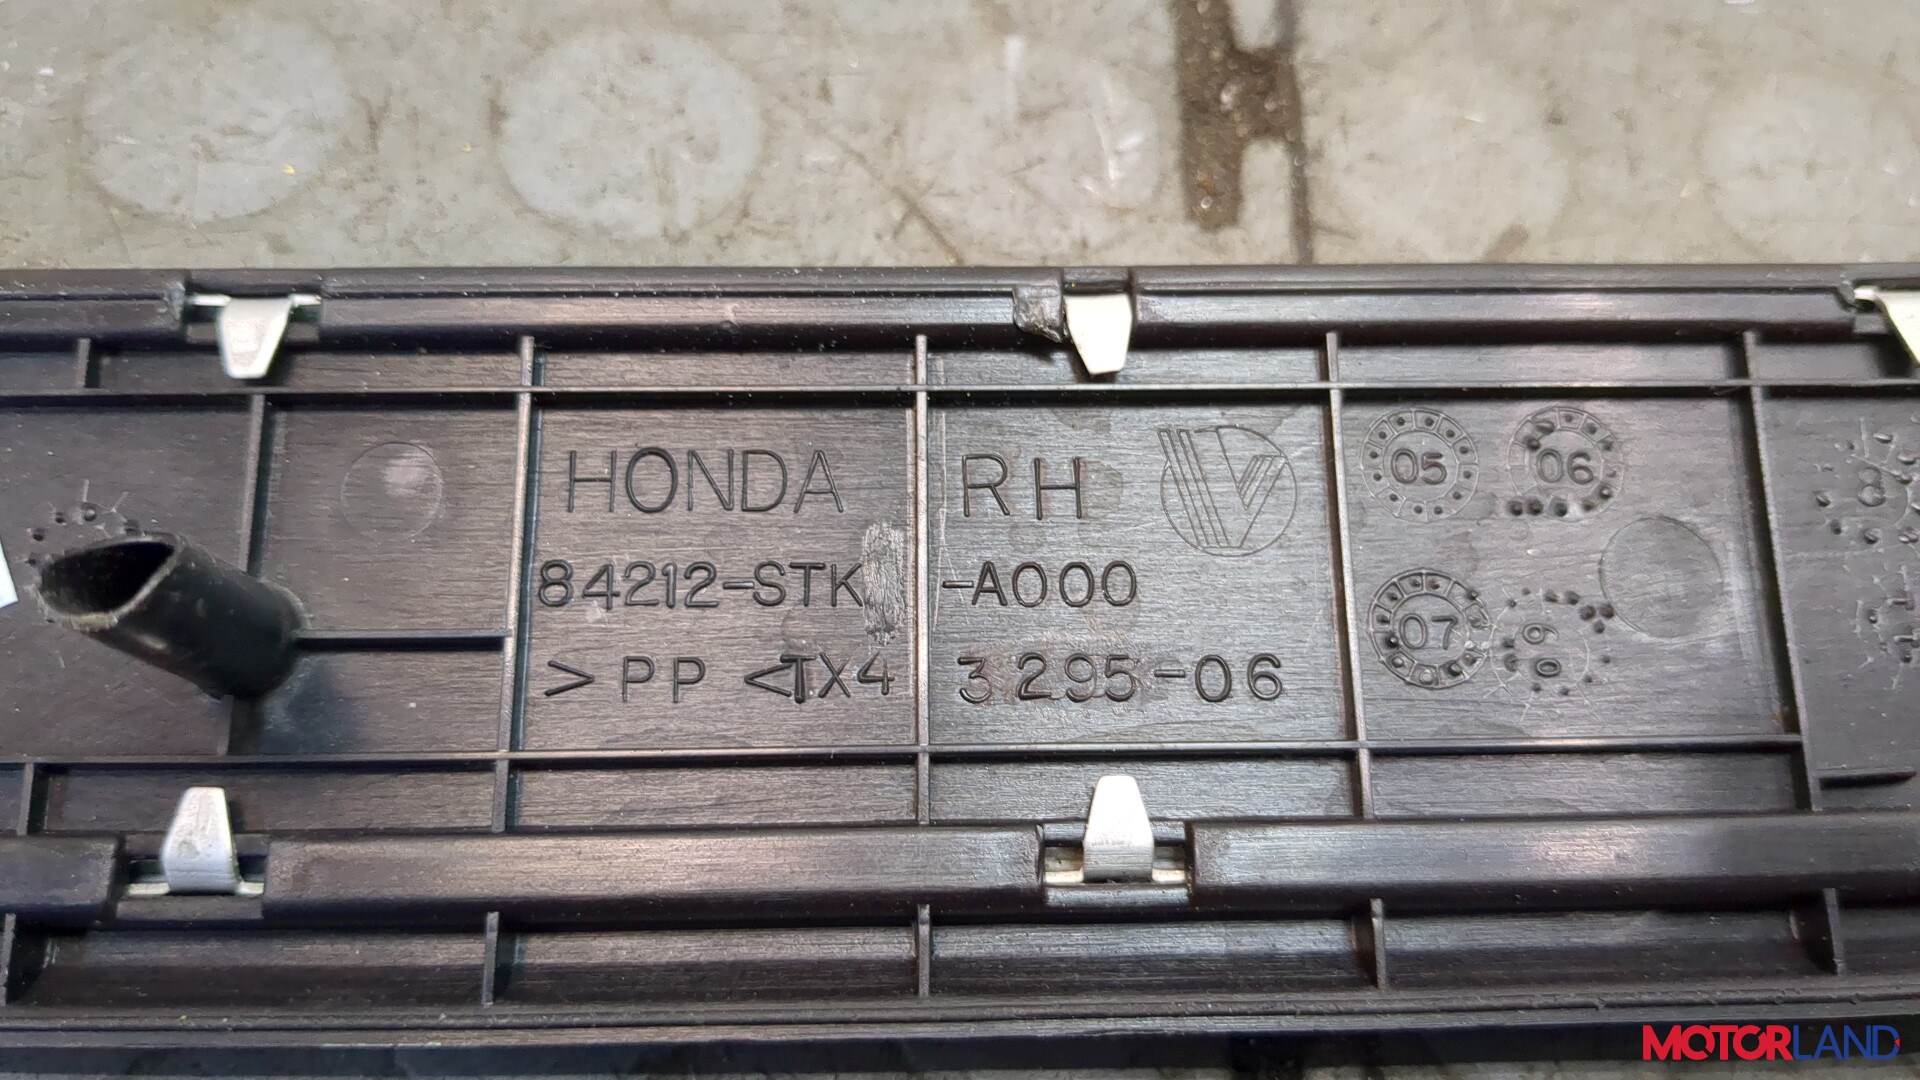 HONDA RH
84212-STK -A000
>PP <TX4 3295-06
05 06
07
MOTORLAND